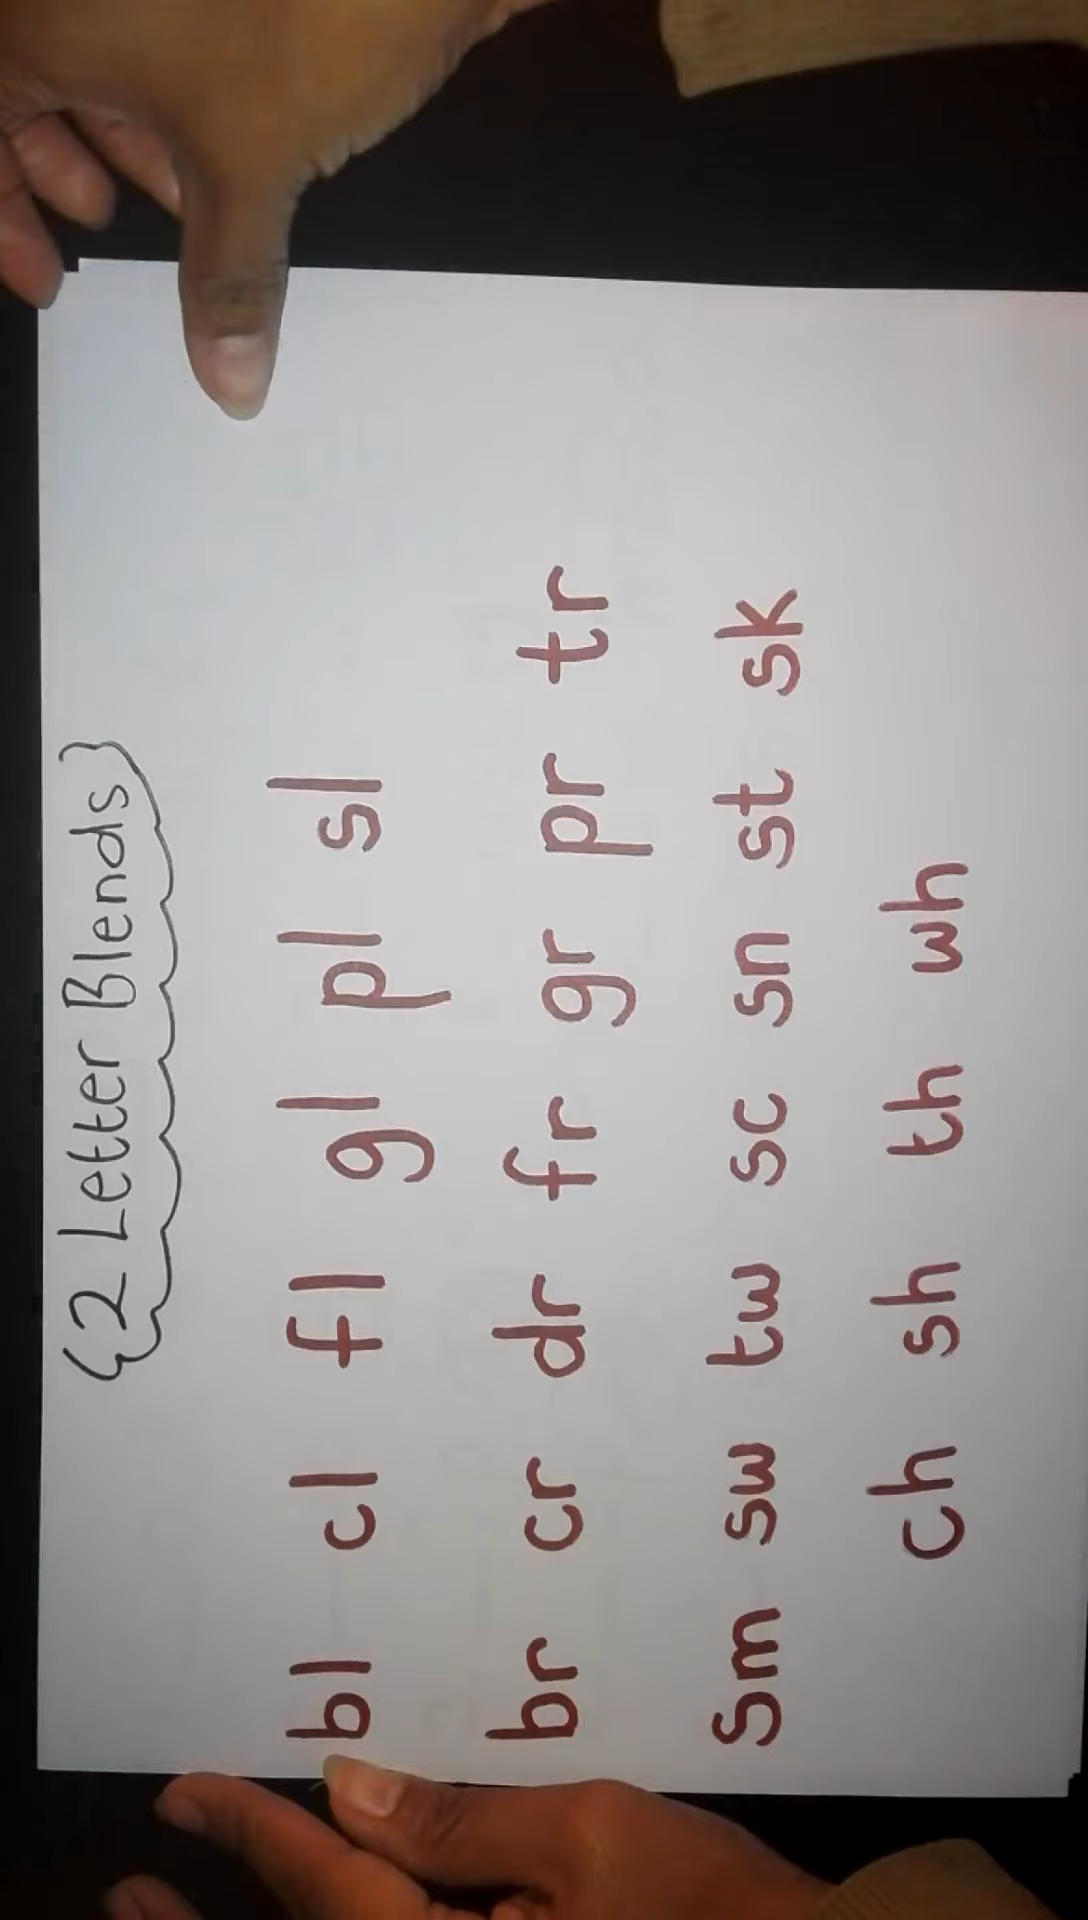 {2 Letter Blends}
bl cl fl gl pl sl
br cr dr fr gr pr tr
Sm sw tw sc sn st sk
ch sh th wh